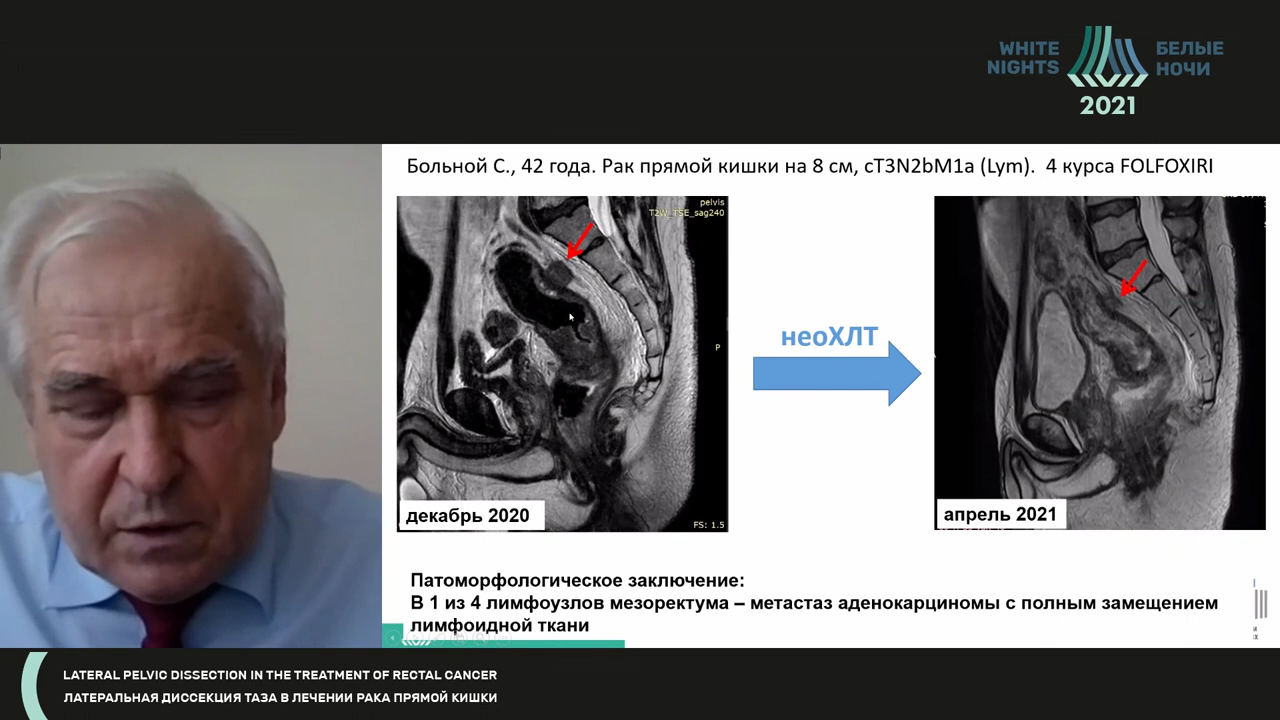 WHITE
NIGHTS
БЕЛЫЕ
НОЧИ
2021
Больной С., 42 года. Рак прямой кишки на 8 см, cT3N2bM1a (Lym). 4 курса FOLFOXIRI
pelvis
T2W_TSE_sag240
P
FS: 1.5
декабрь 2020
неоХЛТ
апрель 2021
Патоморфологическое заключение:
В 1 из 4 лимфоузлов мезоректума – метастаз аденокарциномы с полным замещением
лимфоидной ткани
LATERAL PELVIC DISSECTION IN THE TREATMENT OF RECTAL CANCER
ЛАТЕРАЛЬНАЯ ДИССЕКЦИЯ ТАЗА В ЛЕЧЕНИИ РАКА ПРЯМОЙ КИШКИ